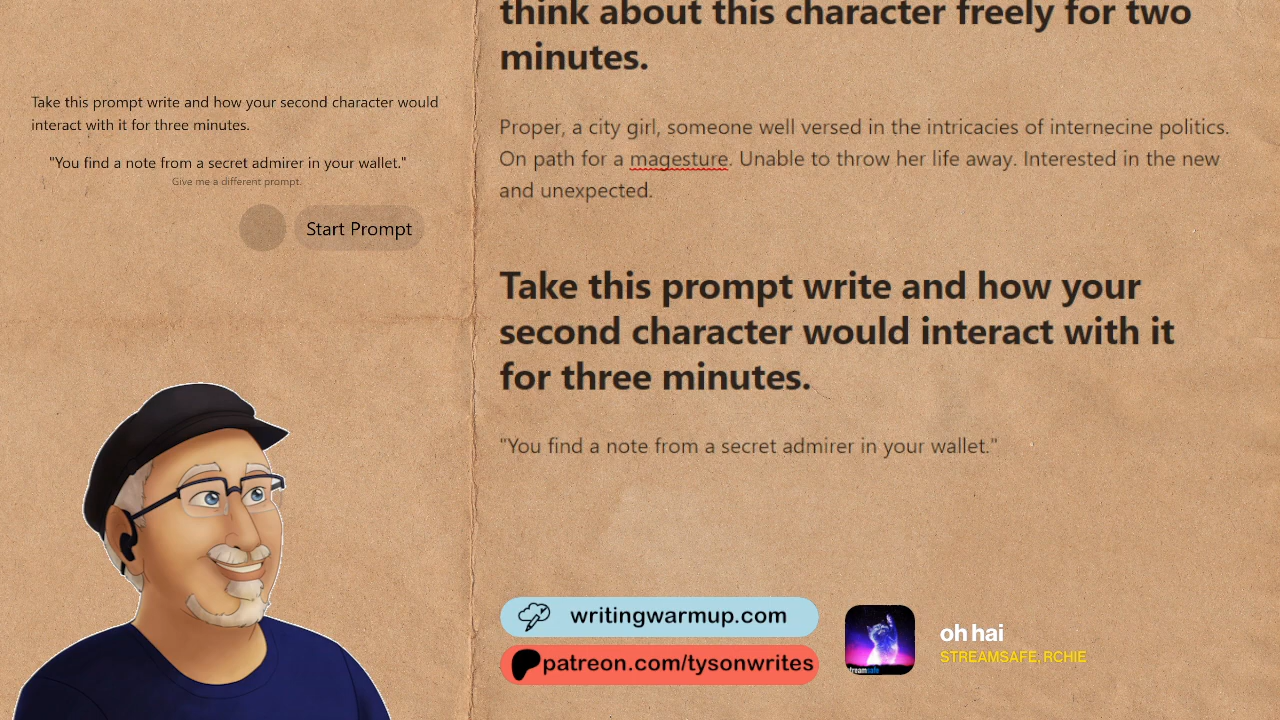 think about this character freely for two
minutes.
Take this prompt write and how your second character would
interact with it for three minutes.
"You find a note from a secret admirer in your wallet."
Give me a different prompt.
Start Prompt
Proper, a city girl, someone well versed in the intricacies of internecine politics.
On path for a magesture. Unable to throw her life away. Interested in the new
and unexpected.
Take this prompt write and how your
second character would interact with it
for three minutes.
"You find a note from a secret admirer in your wallet."
writingwarmup.com
patreon.com/tysonwrites
oh hai
STREAMSAFE, RCHIE
streamsafe